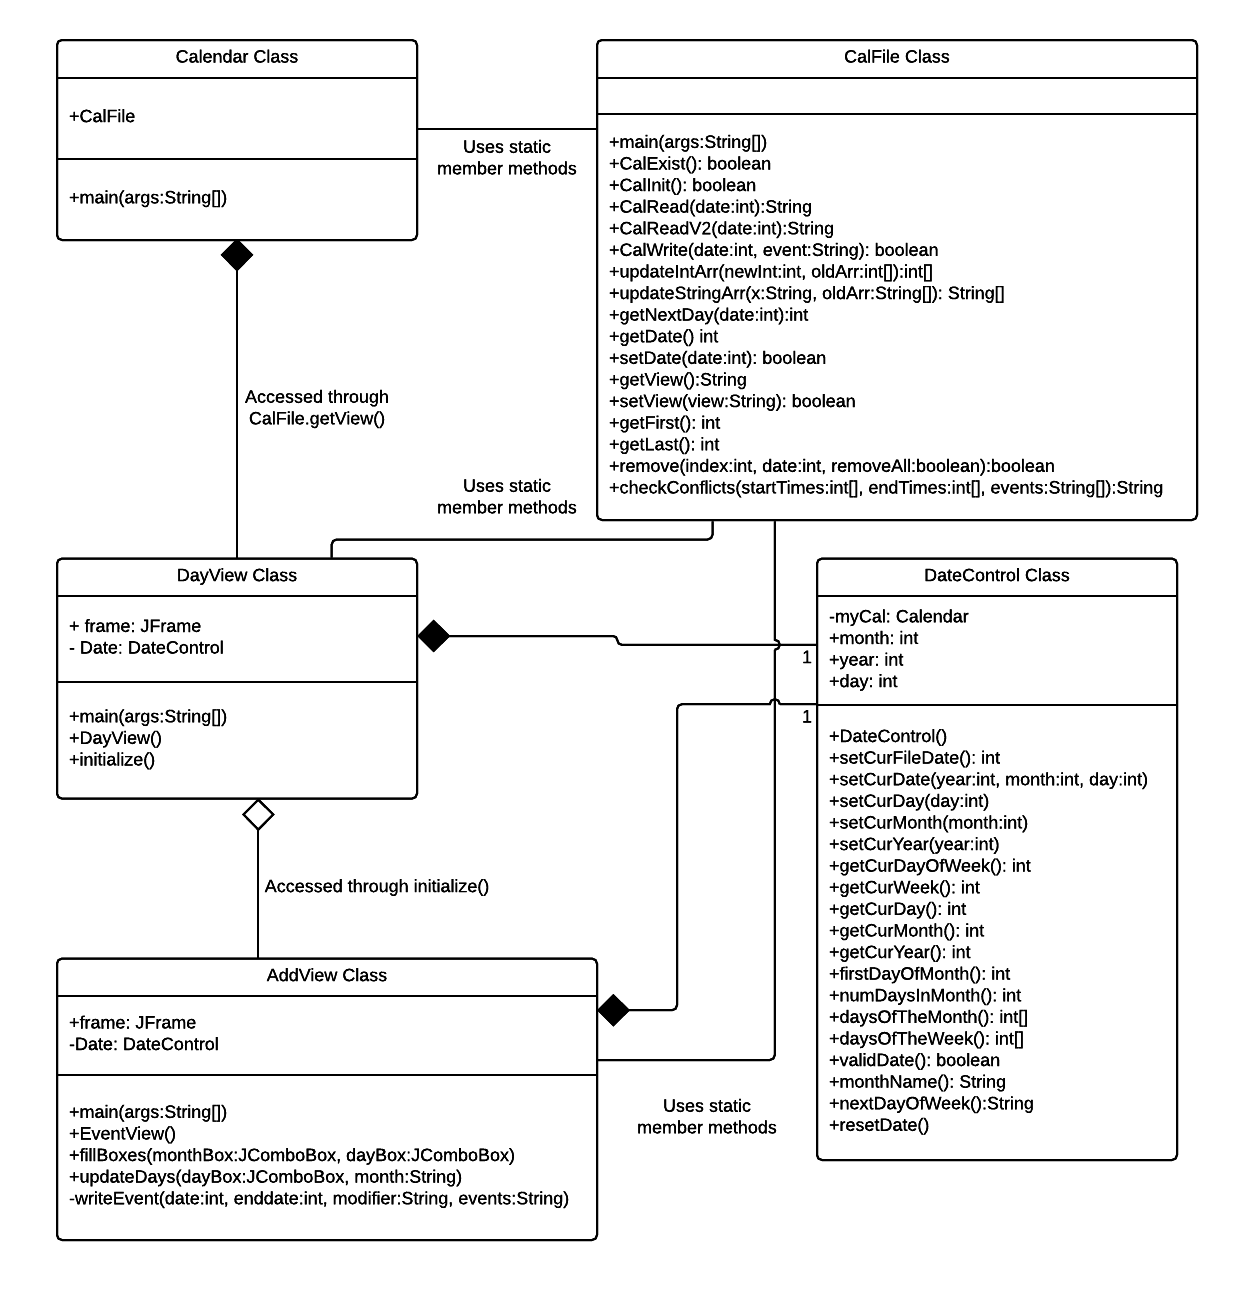 Calendar Class
+CalFile
+main(args:String[])
Uses static
member methods
CalFile Class
+main(args:String[])
+CalExist(): boolean
+CalInit(): boolean
+CalRead(date:int):String
+CalReadV2(date:int):String
+CalWrite(date:int, event:String): boolean
+updateIntArr(newInt:int, oldArr:int[]):int[]
+updateStringArr(x:String, oldArr:String[]): String[]
+getNextDay(date:int):int
+getDate() int
+setDate(date:int): boolean
+getView():String
+setView(view:String): boolean
+getFirst(): int
+getLast(): int
+remove(index:int, date:int, removeAll:boolean):boolean
+checkConflicts(startTimes:int[], endTimes:int[], events:String[]):String
Accessed through
CalFile.getView()
Uses static
member methods
DayView Class
+ frame: JFrame
- Date: DateControl
+main(args:String[])
+DayView()
+initialize()
1
1
DateControl Class
-myCal: Calendar
+month: int
+year: int
+day: int
+DateControl()
+setCurFileDate(): int
+setCurDate(year:int, month:int, day:int)
+setCurDay(day:int)
+setCurMonth(month:int)
+setCurYear(year:int)
+getCurDayOfWeek(): int
+getCurWeek(): int
+getCurDay(): int
+getCurMonth(): int
+getCurYear(): int
+firstDayOfMonth(): int
+numDaysInMonth(): int
+daysOfTheMonth(): int[]
+daysOfTheWeek(): int[]
+validDate(): boolean
+monthName(): String
+nextDayOfWeek():String
+resetDate()
Accessed through initialize()
AddView Class
+frame: JFrame
-Date: DateControl
+main(args:String[])
+EventView()
+fillBoxes(monthBox:JComboBox, dayBox:JComboBox)
+updateDays(dayBox:JComboBox, month:String)
-writeEvent(date:int, enddate:int, modifier:String, events:String)
Uses static
member methods